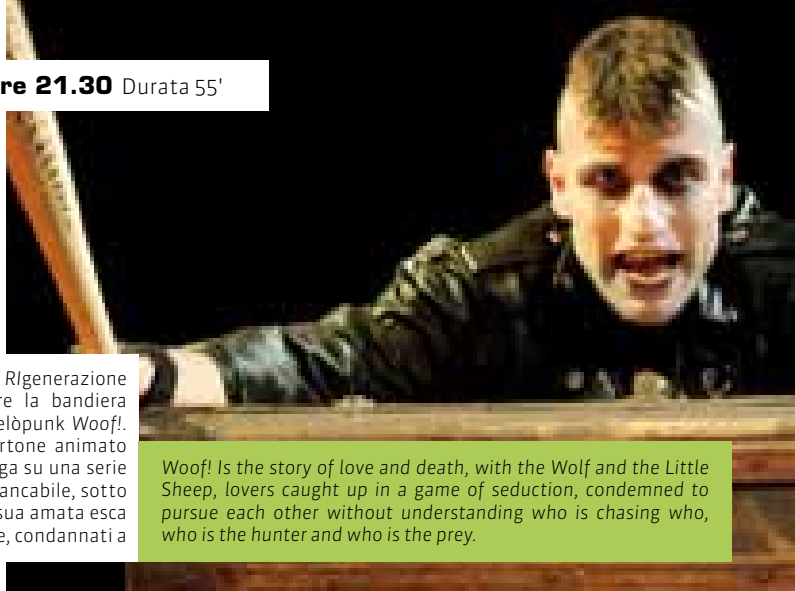 re 21.30 Durata 55'
RIgenerazione
re la bandiera
elòpunk Woof!.
rtone animato
ga su una serie
ancabile, sotto
sua amata esca
e, condannati a
Woof! Is the story of love and death, with the Wolf and the Little
Sheep, lovers caught up in a game of seduction, condemned to
pursue each other without understanding who is chasing who,
who is the hunter and who is the prey.